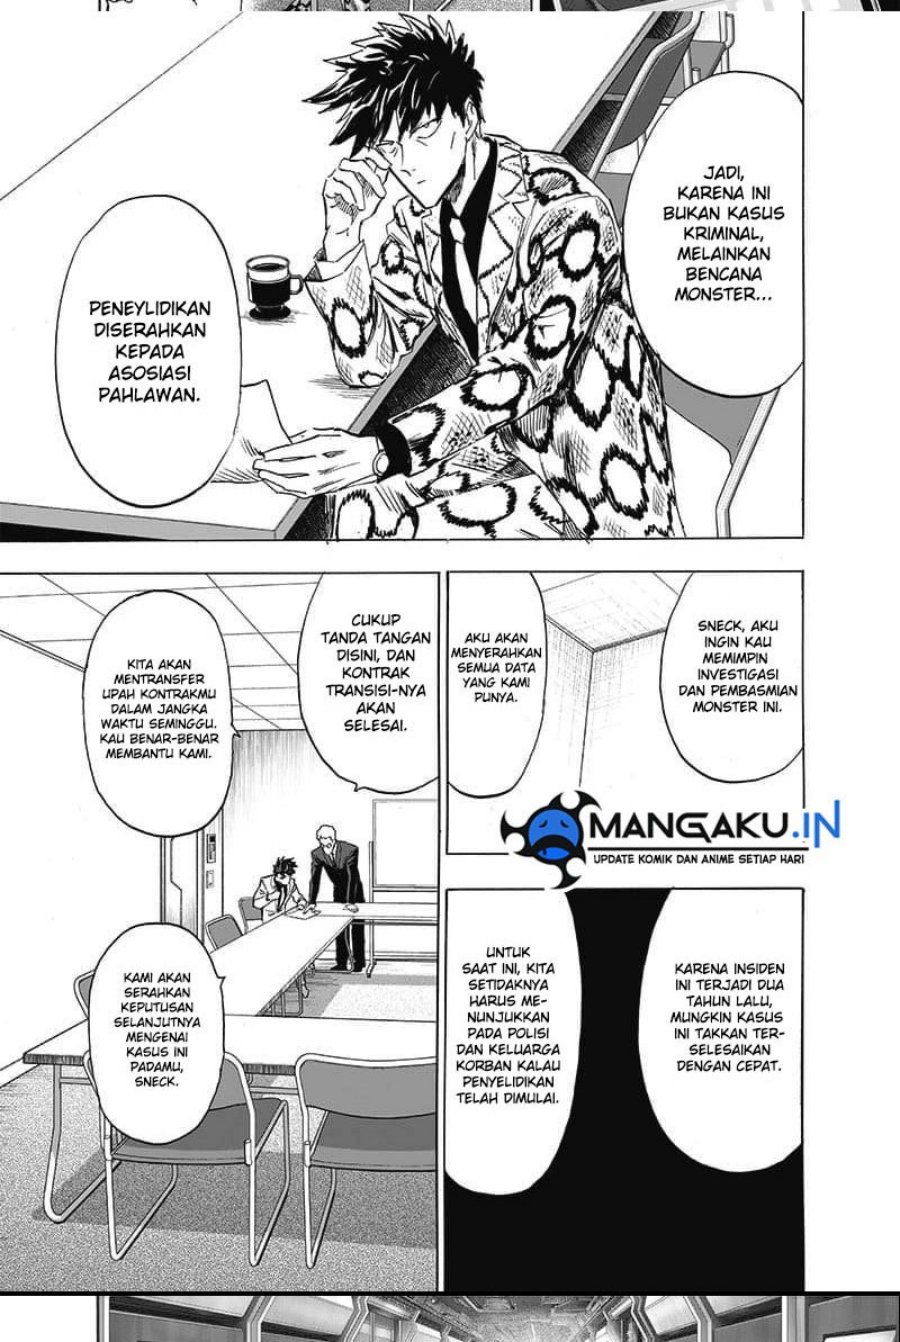 JADI,
KARENA INI
BUKAN KASUS
KRIMINAL,
MELAINKAN
BENCANA
MONSTER...
PENEYLIDIKAN
DISERAHKAN
KEPADA
ASOSIASI
PAHLAWAN.
SNECK, AKU
INGIN KAU
MEMIMPIN
INVESTIGASI
DAN PEMBASMIAN
MONSTER INI.
AKU AKAN
MENYERAHKAN
SEMUA DATA
YANG KAMI
PUNYA.
MANGAKU.IN
UPDATE KOMIK DAN ANIME SETIAP HARI
KARENA INSIDEN
INI TERJADI DUA
TAHUN LALU,
MUNGKIN KASUS
INI TAKKAN TER-
SELESAIKAN
DENGAN CEPAT.
UNTUK
SAAT INI, KITA
SETIDAKNYA
HARUS ME-
NUNJUKKAN
PADA POLISI
DAN KELUARGA
KORBAN KALAU
PENYELIDIKAN
TELAH DIMULAI.
CUKUP
TANDA TANGAN
DISINI, DAN
KONTRAK
TRANSISI-NYA
AKAN
SELESAI.
KITA AKAN
MENTRANSFER
UPAH KONTRAKMU
DALAM JANGKA
WAKTU SEMINGGU.
KAU BENAR-BENAR
MEMBANTU KAMI.
KAMI AKAN
SERAHKAN
KEPUTUSAN
SELANJUTNYA
MENGENAI
KASUS INI
PADAMU,
SNECK.